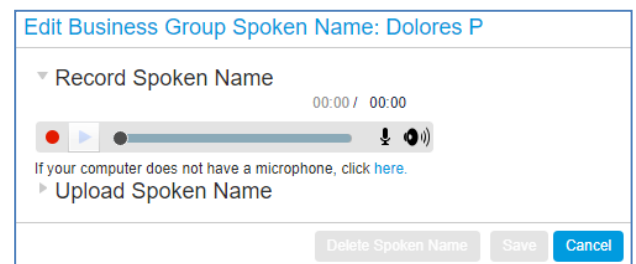 Edit Business Group Spoken Name: Dolores P
Record Spoken Name
00:00 / 00:00
If your computer does not have a microphone, click here.
Upload Spoken Name
Delete Spoken Name Save Cancel